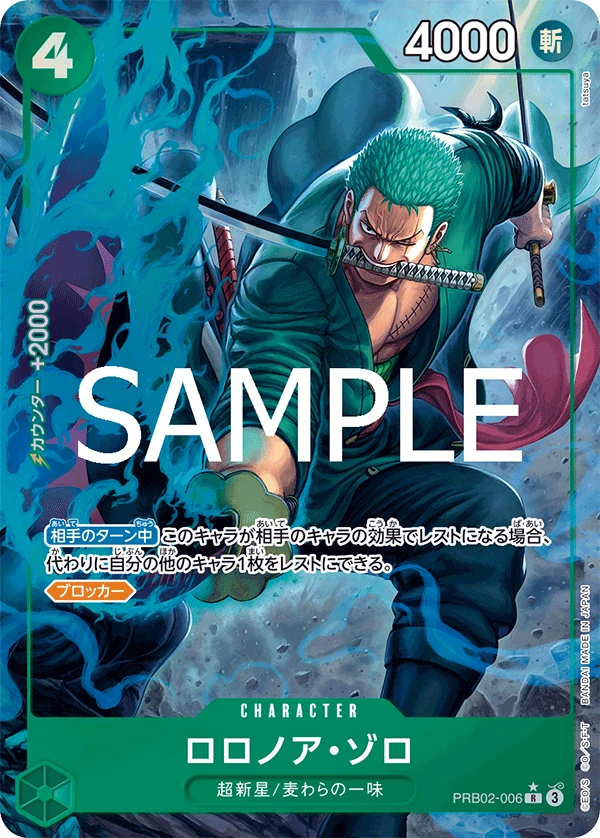 4
4000
斬
tatsuya
カウンター +2000
SAMPLE
相手のターン中 このキャラが相手のキャラの効果でレストになる場合、
代わりに自分の他のキャラ1枚をレストにできる。
ブロッカー
CHARACTER
ロロノア・ゾロ
超新星/麦わらの一味
PRB02-006 R 3
©EO/S ©O/S・F・T BANDAI MADE IN JAPAN